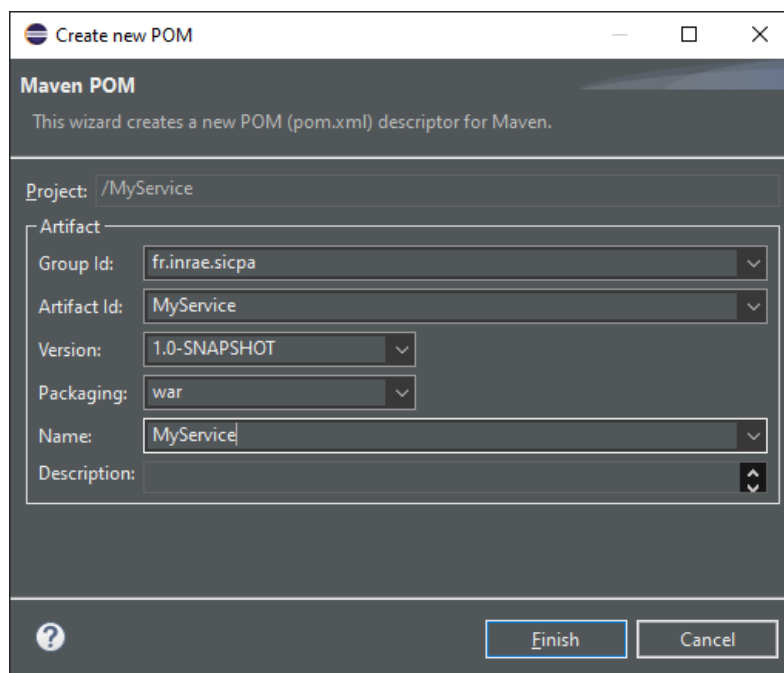 Create new POM
Maven POM
This wizard creates a new POM (pom.xml) descriptor for Maven.
Project: /MyService
Artifact
Group Id: fr.inrae.sicpa
Artifact Id: MyService
Version: 1.0-SNAPSHOT
Packaging: war
Name: MyService
Description:
? Finish Cancel